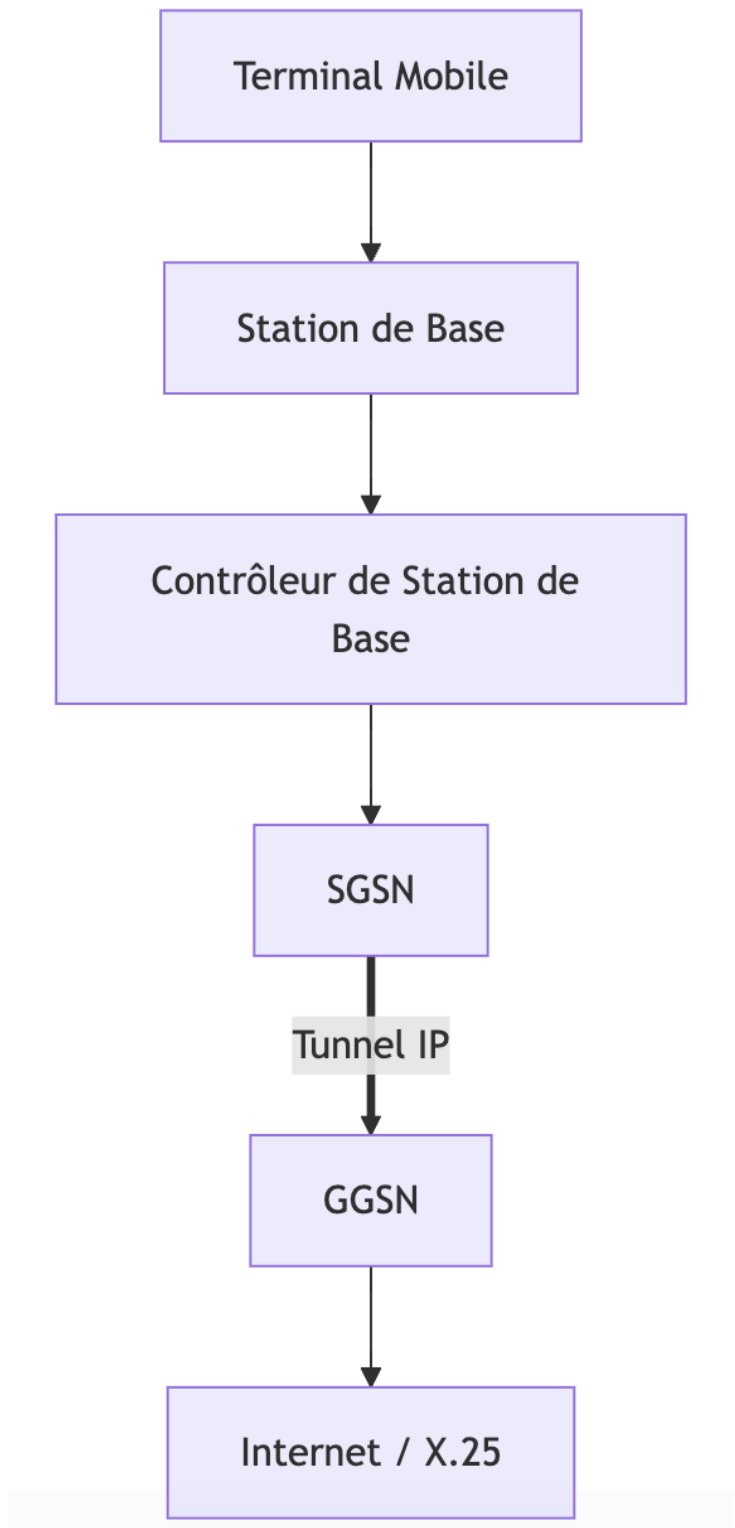 Terminal Mobile
Station de Base
Contrôleur de Station de
Base
SGSN
Tunnel IP
GGSN
Internet / X.25